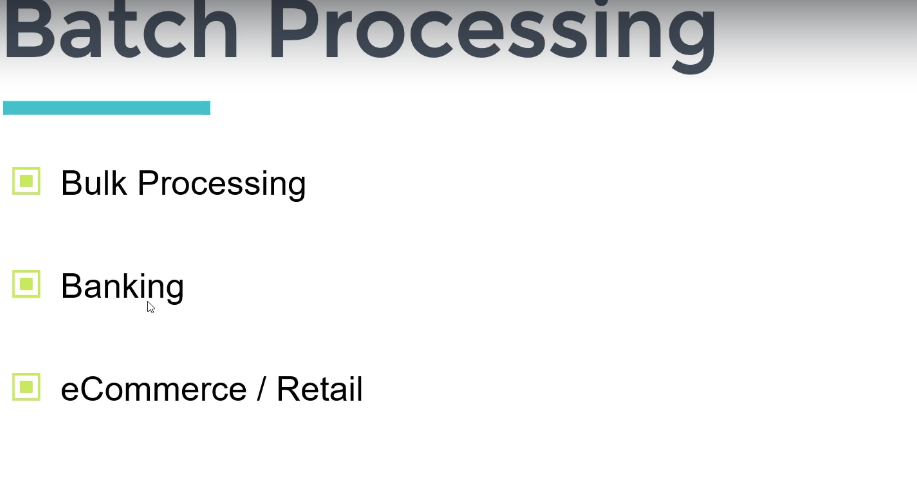 Batch Processing
Bulk Processing
Banking
eCommerce / Retail